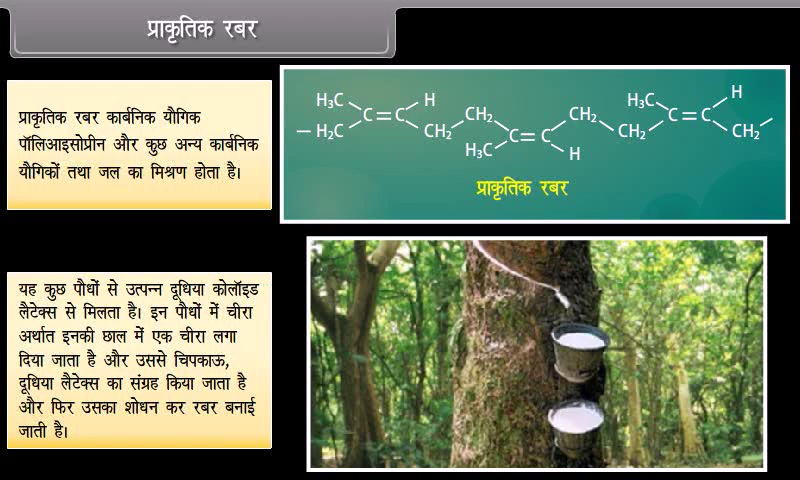 प्राकृतिक रबर
प्राकृतिक रबर कार्बनिक यौगिक
पॉलिआइसोप्रीन और कुछ अन्य कार्बनिक
यौगिकों तथा जल का मिश्रण होता है।
H₃C H
C=C
H₂C CH₂
CH₂
H₃C C=C H
CH₂
CH₂
H₃C H
C=C
CH₂
प्राकृतिक रबर
यह कुछ पौधों से उत्पन्न दूधिया कोलॉइड
लैटेक्स से मिलता है। इन पौधों में चीरा
अर्थात इनकी छाल में एक चीरा लगा
दिया जाता है और उससे चिपकाऊ,
दूधिया लैटेक्स का संग्रह किया जाता है
और फिर उसका शोधन कर रबर बनाई
जाती है।